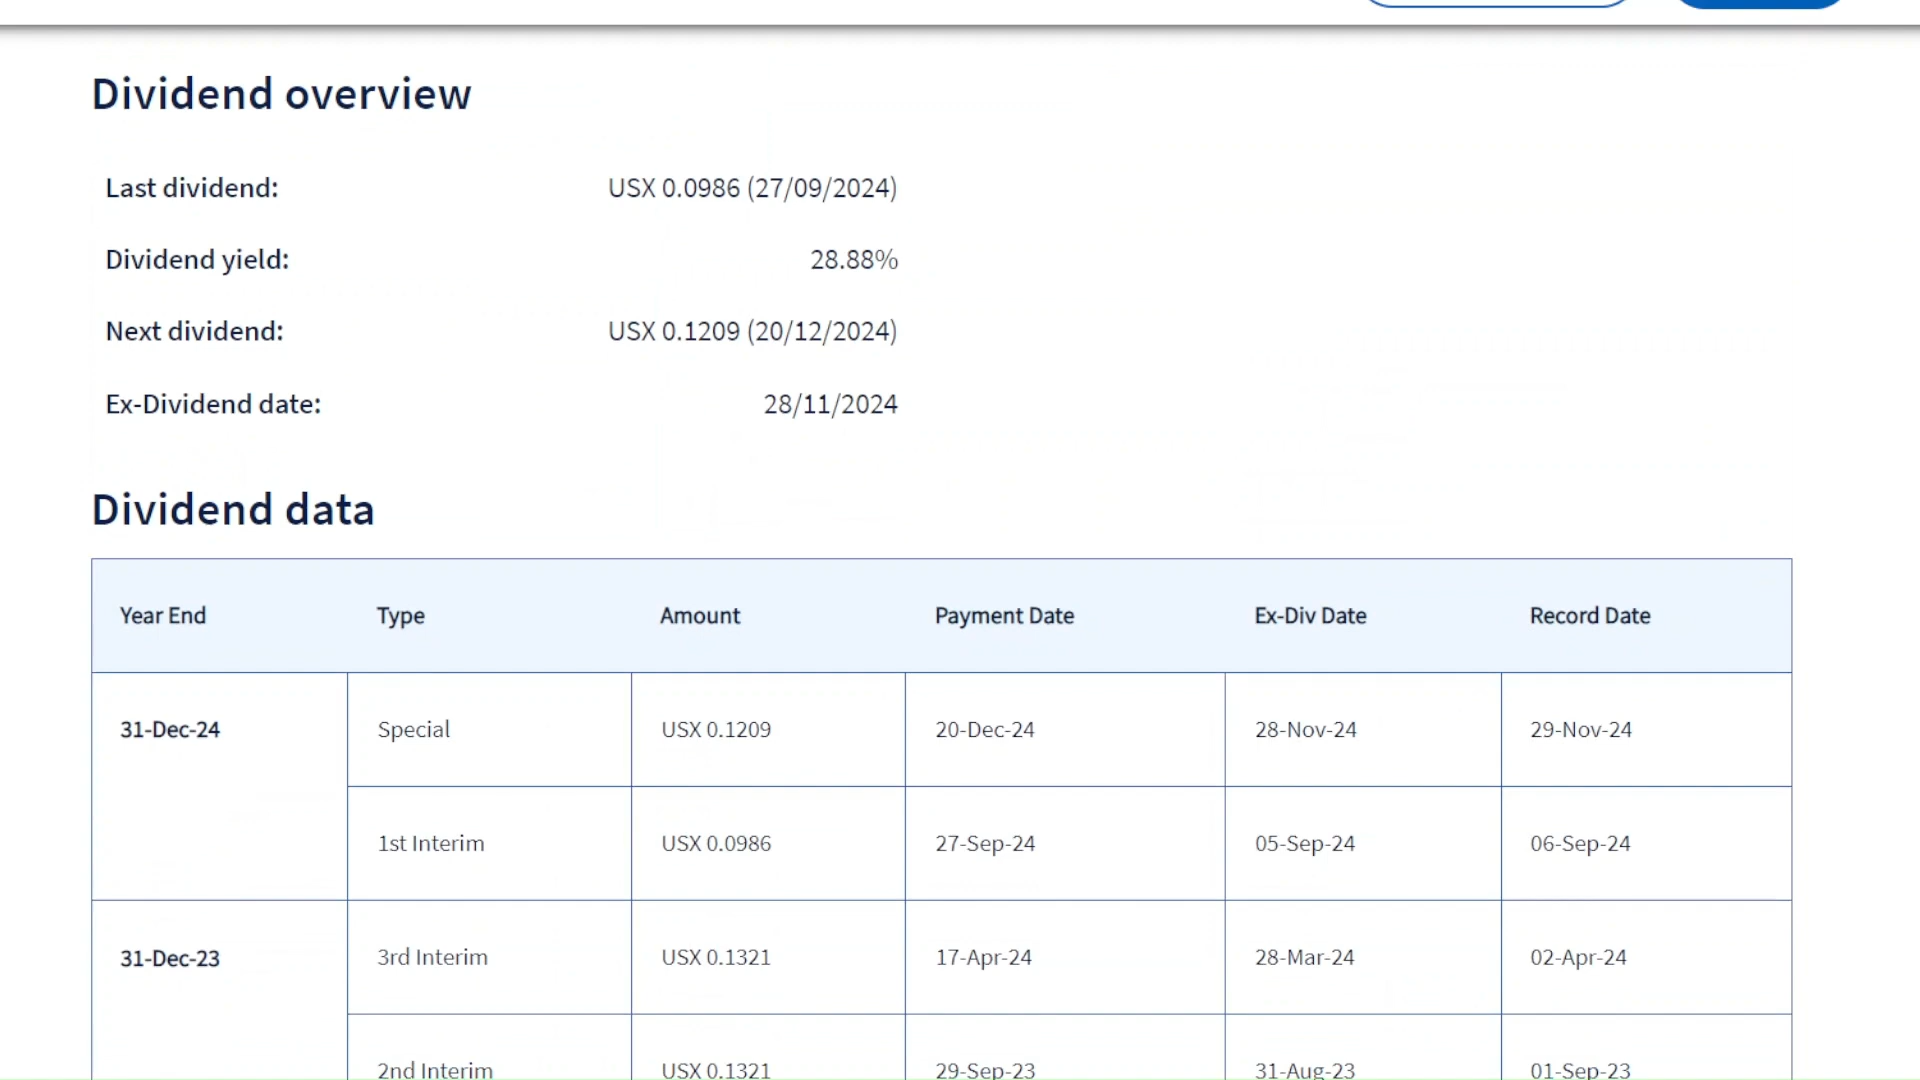 Dividend overview
Last dividend: USX 0.0986 (27/09/2024)
Dividend yield: 28.88%
Next dividend: USX 0.1209 (20/12/2024)
Ex-Dividend date: 28/11/2024
Dividend data
Year End Type Amount Payment Date Ex-Div Date Record Date
31-Dec-24 Special USX 0.1209 20-Dec-24 28-Nov-24 29-Nov-24
1st Interim USX 0.0986 27-Sep-24 05-Sep-24 06-Sep-24
31-Dec-23 3rd Interim USX 0.1321 17-Apr-24 28-Mar-24 02-Apr-24
2nd Interim USX 0.1321 29-Sep-23 31-Aug-23 01-Sep-23